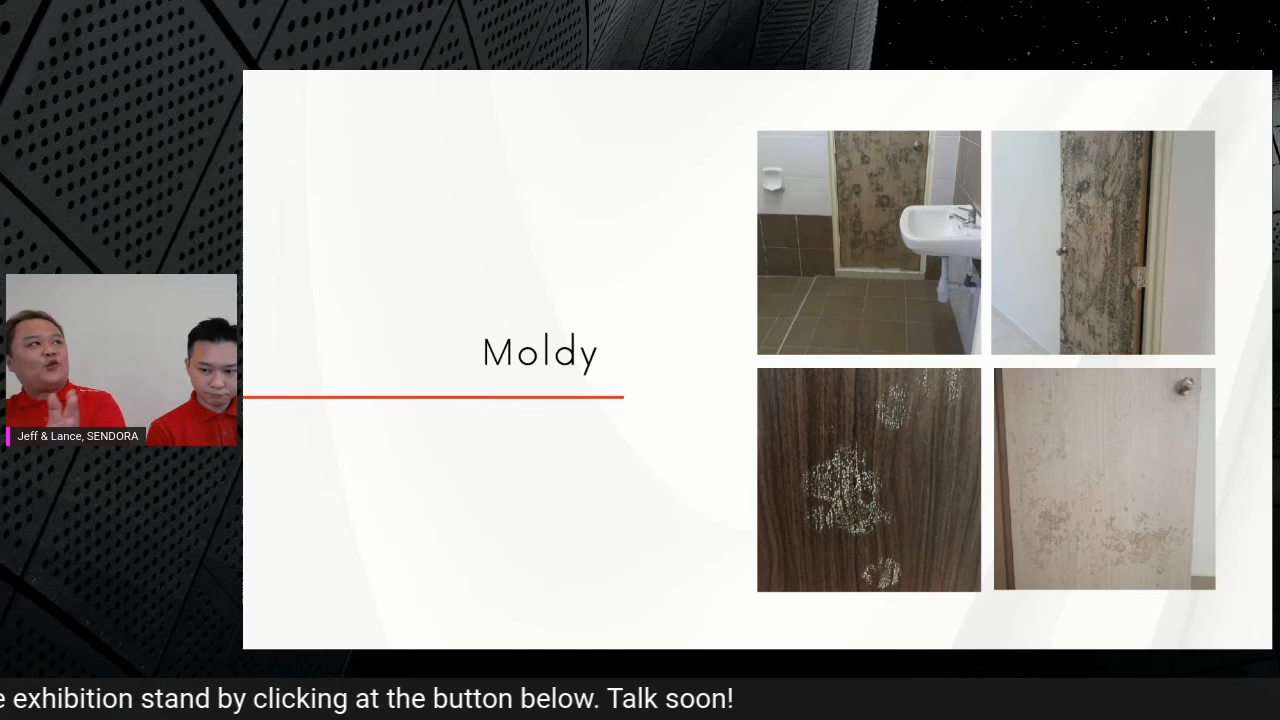 Moldy
Jeff & Lance, SENDORA
e exhibition stand by clicking at the button below. Talk soon!